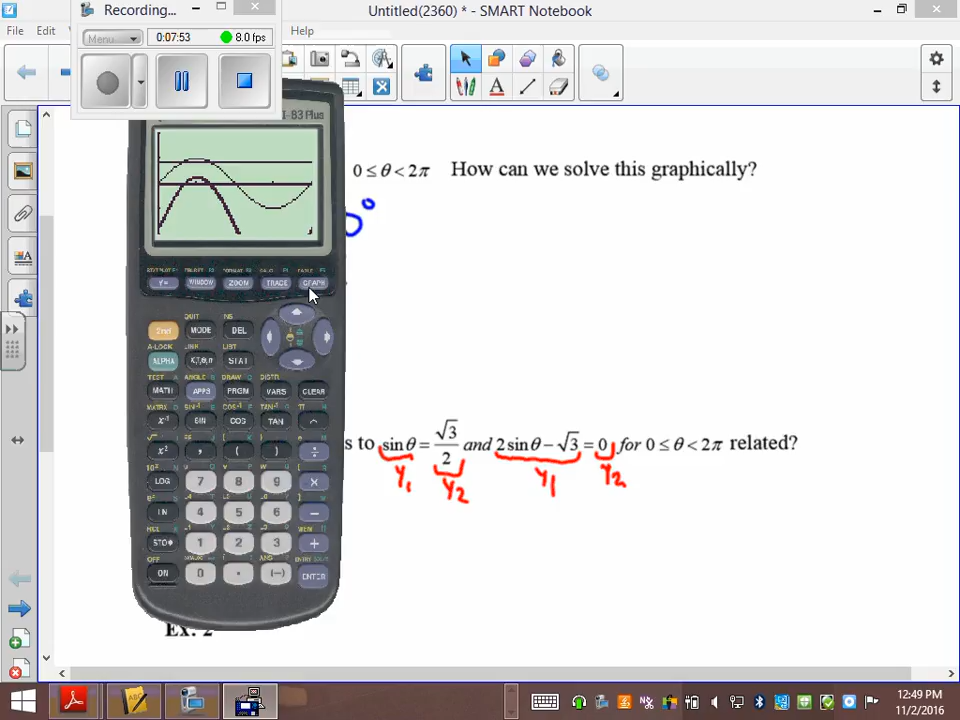 Recording...
Untitled(2360) * - SMART Notebook
Menu
0:07:53
8.0 fps
File Edit
Help
I-83 Plus
0 ≤ θ < 2π How can we solve this graphically?
0°
Y= WINDOW ZOOM TRACE GRAPH
QUIT INS
2nd MODE DEL
A-LOCK LINK LIST
ALPHA X,T,θ,n STAT
TEST ANGLE DRAW DISTR
MATH APPS PRGM VARS CLEAR
MATRX SIN⁻¹ COS⁻¹ TAN⁻¹ π
x⁻¹ SIN COS TAN ^
s to sinθ = √3/2 and 2sinθ − √3 = 0 for 0 ≤ θ < 2π related?
Y₁ Y₂ Y₁ Y₂
x² , ( ) ÷
LOG 7 8 9 ×
LN 4 5 6 −
RCL
STO 1 2 3 +
OFF ANS ENTRY
ON 0 . (−) ENTER
Ex. 2
12:49 PM
11/2/2016